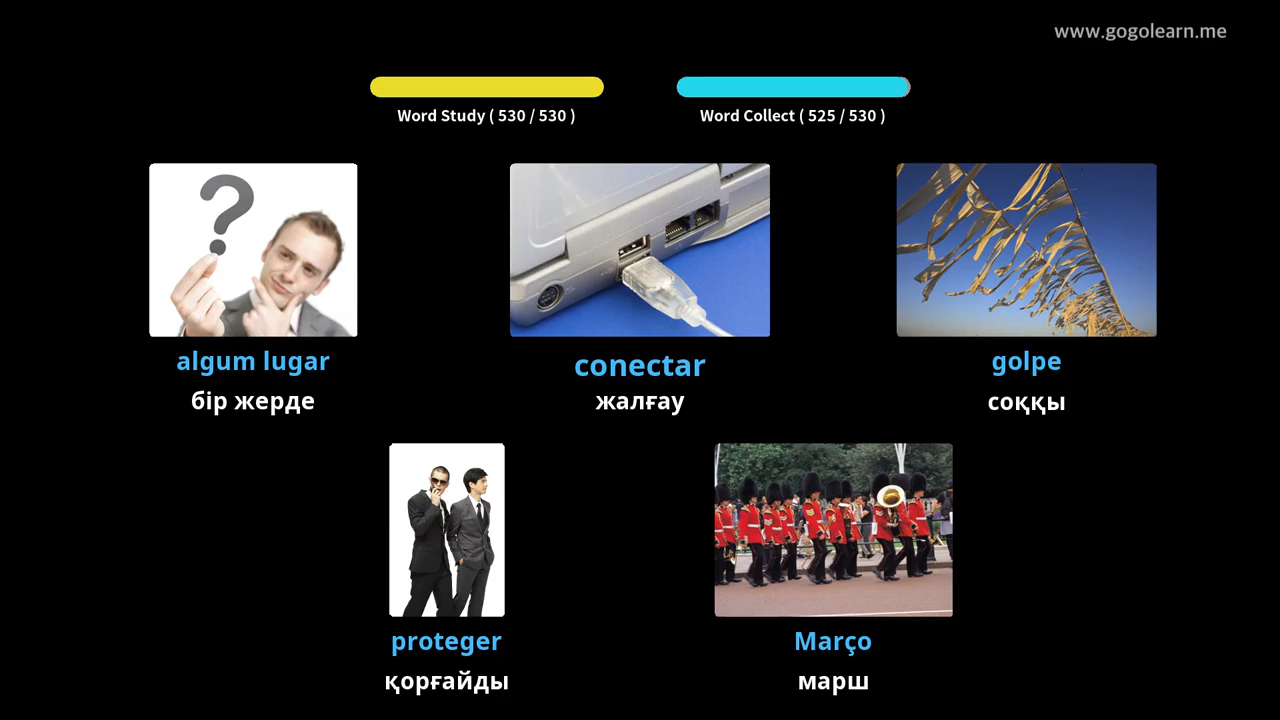 www.gogolearn.me
Word Study ( 530 / 530 )
Word Collect ( 525 / 530 )
algum lugar
бір жерде
conectar
жалғау
golpe
соққы
proteger
қорғайды
Março
марш